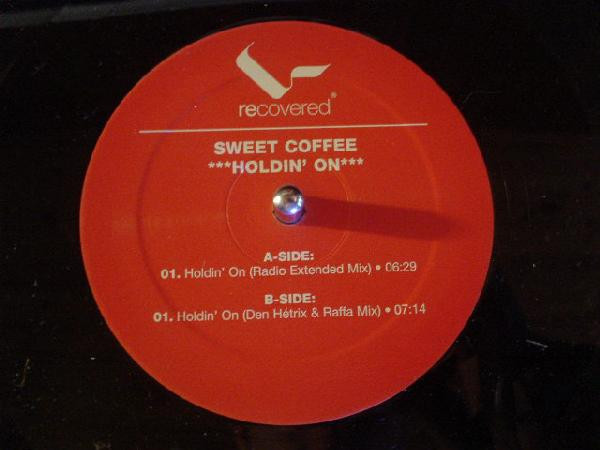 recovered®
SWEET COFFEE
***HOLDIN' ON***
A-SIDE:
01. Holdin' On (Radio Extended Mix) • 06:29
B-SIDE:
01. Holdin' On (Den Hétrix & Raffa Mix) • 07:14